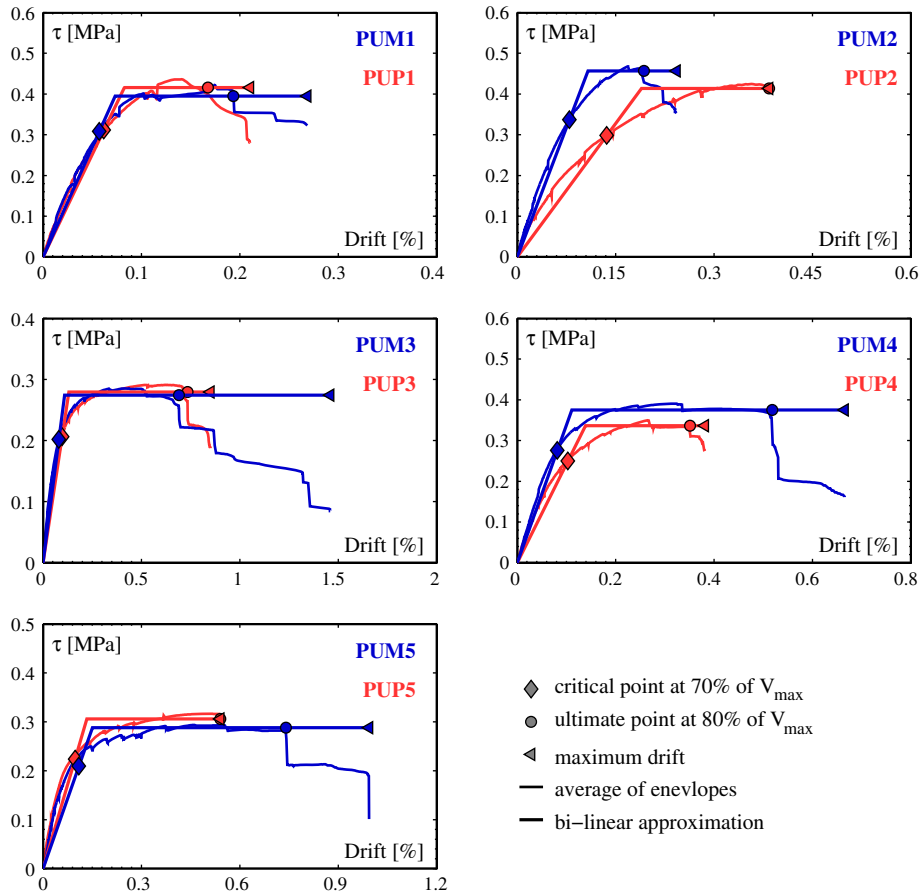 τ [MPa]
PUM1
PUP1
0.6
0.5
0.4
0.3
0.2
0.1
0
Drift [%]
0 0.1 0.2 0.3 0.4
τ [MPa]
PUM2
PUP2
0.6
0.5
0.4
0.3
0.2
0.1
0
Drift [%]
0 0.15 0.3 0.45 0.6
τ [MPa]
PUM3
PUP3
0.4
0.3
0.2
0.1
0
Drift [%]
0 0.5 1 1.5 2
τ [MPa]
PUM4
PUP4
0.6
0.5
0.4
0.3
0.2
0.1
0
Drift [%]
0 0.2 0.4 0.6 0.8
τ [MPa]
PUM5
PUP5
0.5
0.4
0.3
0.2
0.1
0
Drift [%]
0 0.3 0.6 0.9 1.2
critical point at 70% of Vmax
ultimate point at 80% of Vmax
maximum drift
average of enevlopes
bi−linear approximation